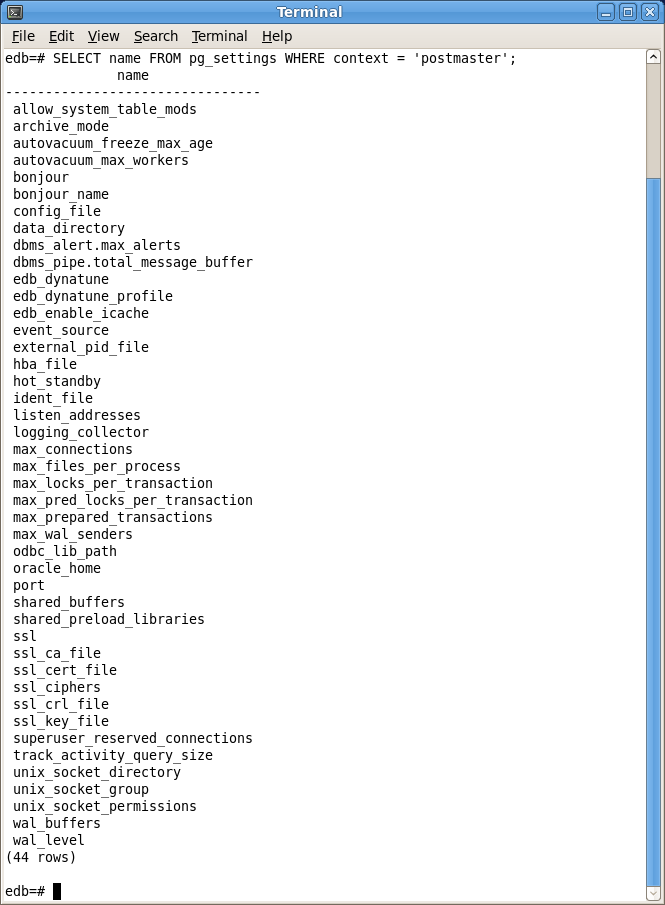 Terminal
File Edit View Search Terminal Help
edb=# SELECT name FROM pg_settings WHERE context = 'postmaster';
name
--------------------------------
allow_system_table_mods
archive_mode
autovacuum_freeze_max_age
autovacuum_max_workers
bonjour
bonjour_name
config_file
data_directory
dbms_alert.max_alerts
dbms_pipe.total_message_buffer
edb_dynatune
edb_dynatune_profile
edb_enable_icache
event_source
external_pid_file
hba_file
hot_standby
ident_file
listen_addresses
logging_collector
max_connections
max_files_per_process
max_locks_per_transaction
max_pred_locks_per_transaction
max_prepared_transactions
max_wal_senders
odbc_lib_path
oracle_home
port
shared_buffers
shared_preload_libraries
ssl
ssl_ca_file
ssl_cert_file
ssl_ciphers
ssl_crl_file
ssl_key_file
superuser_reserved_connections
track_activity_query_size
unix_socket_directory
unix_socket_group
unix_socket_permissions
wal_buffers
wal_level
(44 rows)
edb=#